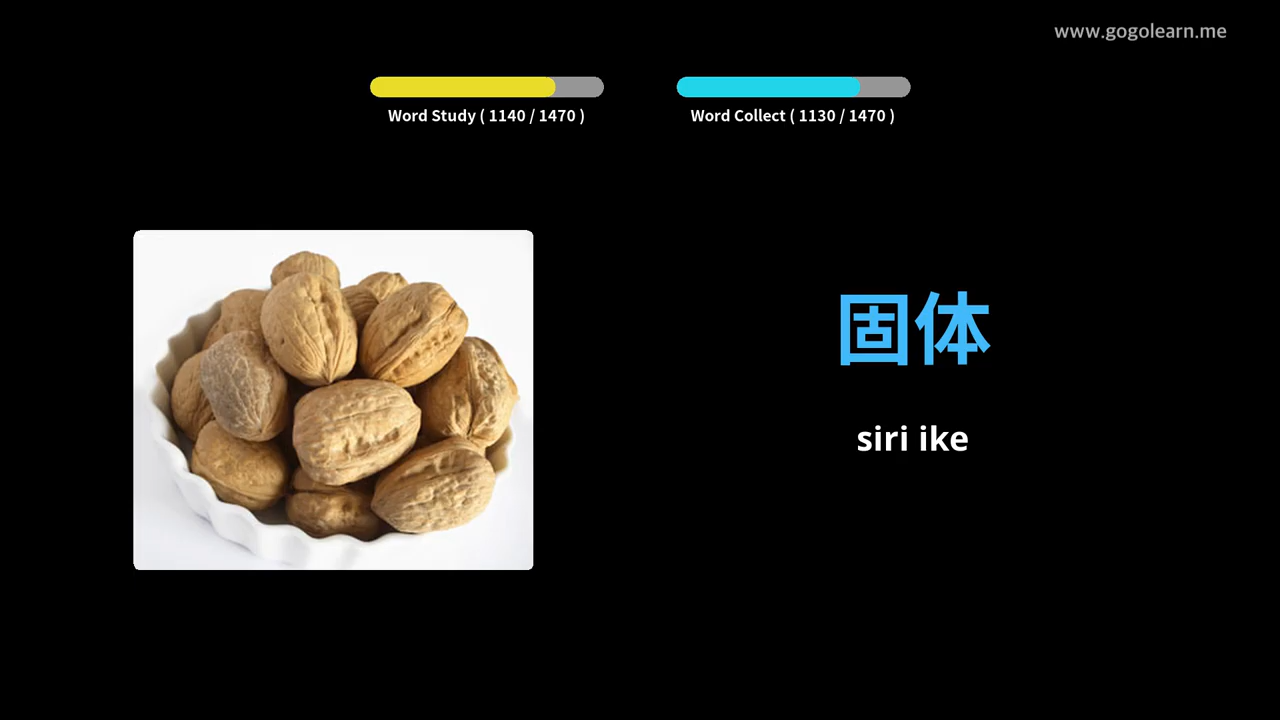 www.gogolearn.me
Word Study ( 1140 / 1470 )
Word Collect ( 1130 / 1470 )
固体
siri ike